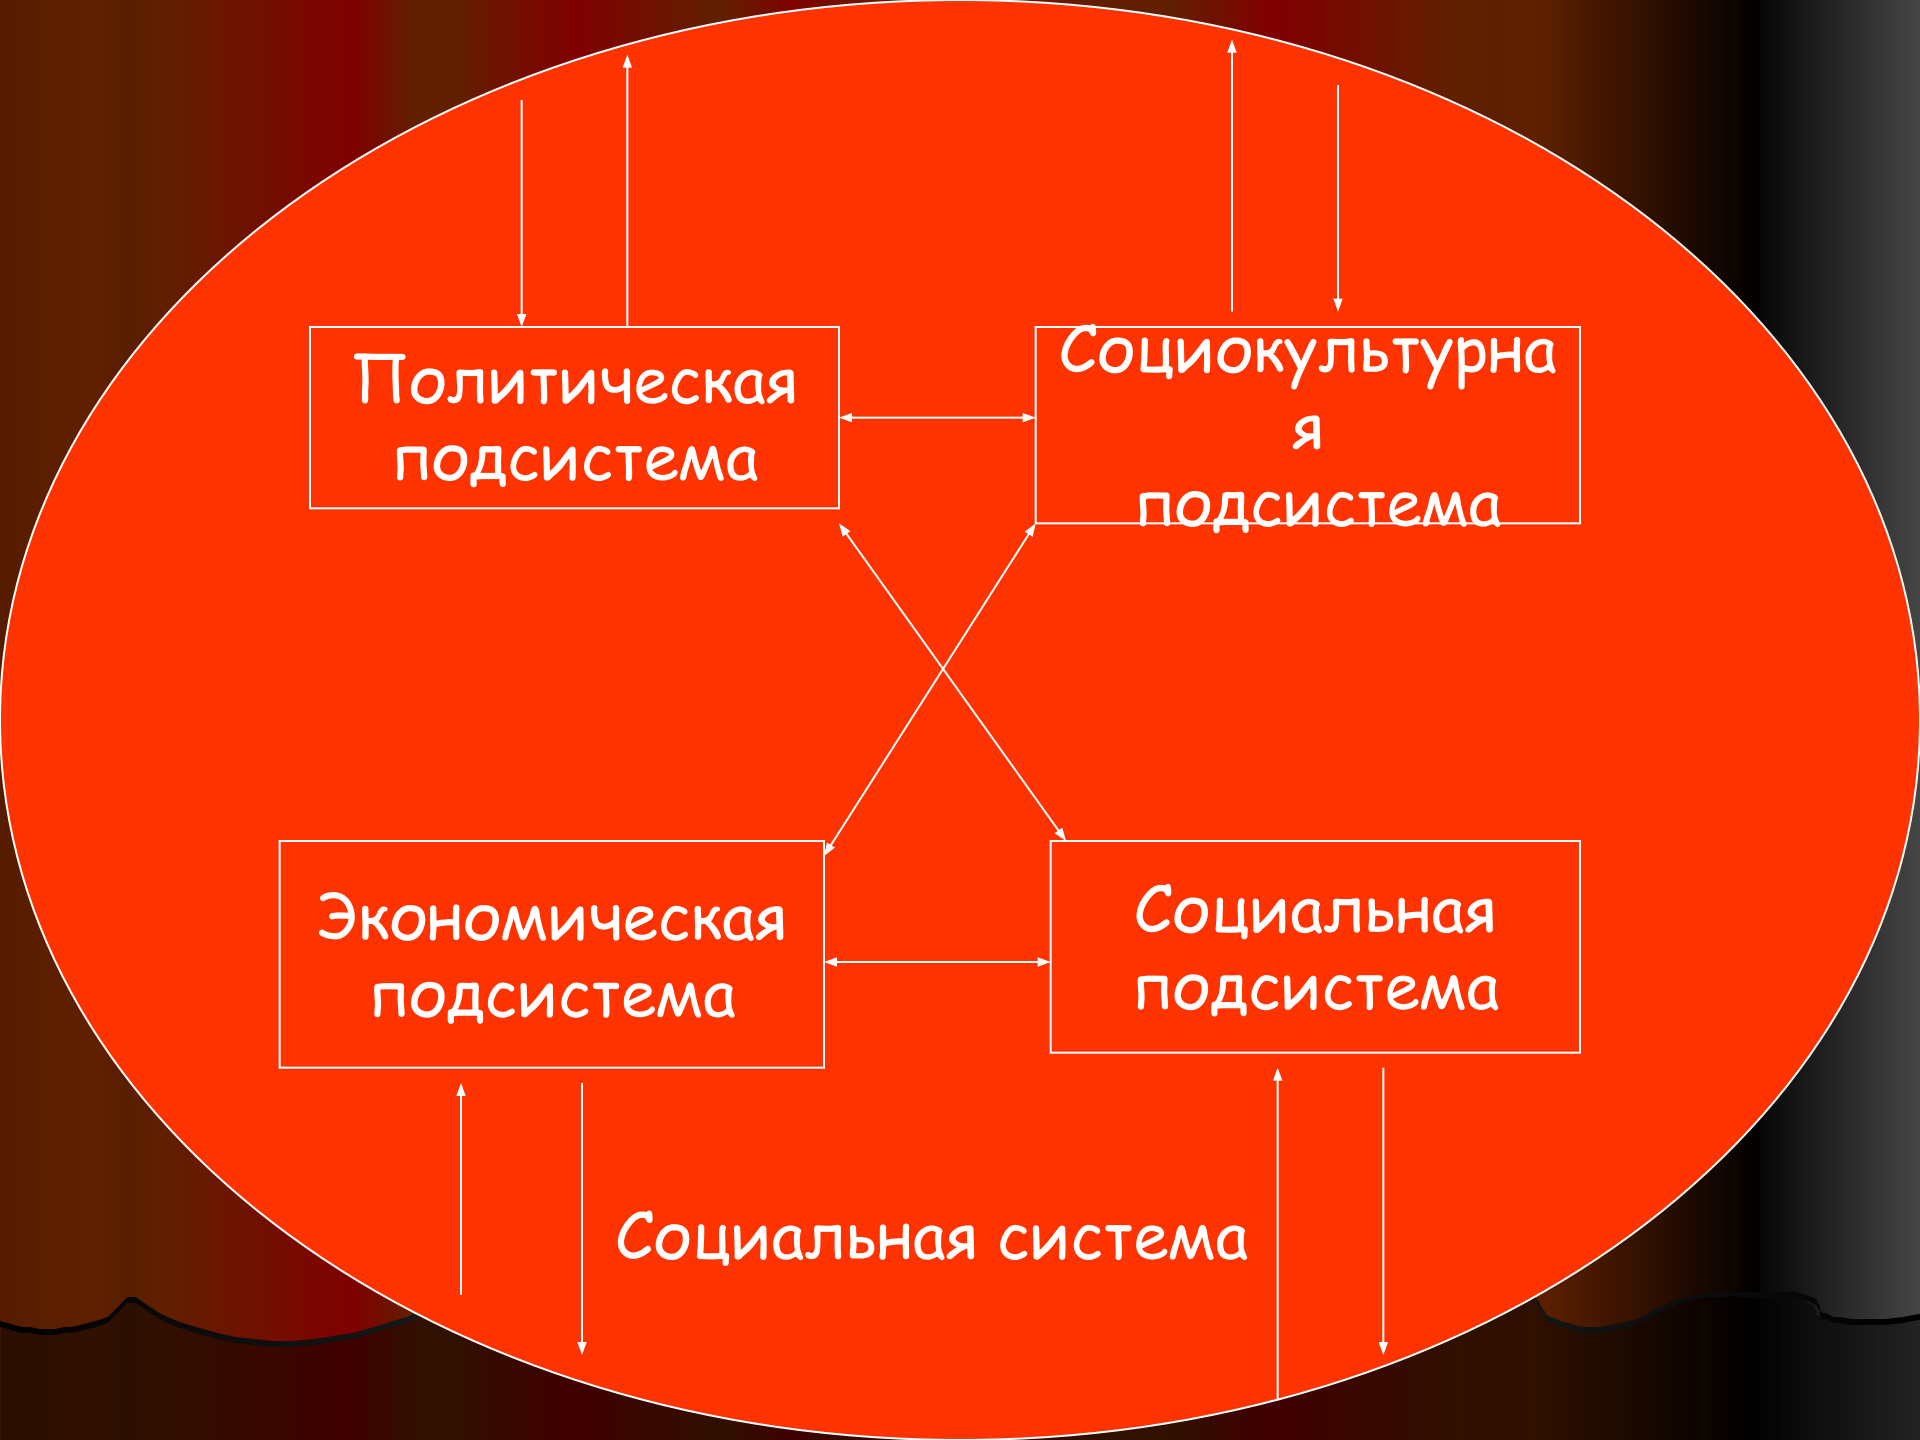 Политическая
подсистема
Социокультурна
я
подсистема
Экономическая
подсистема
Социальная
подсистема
Социальная система